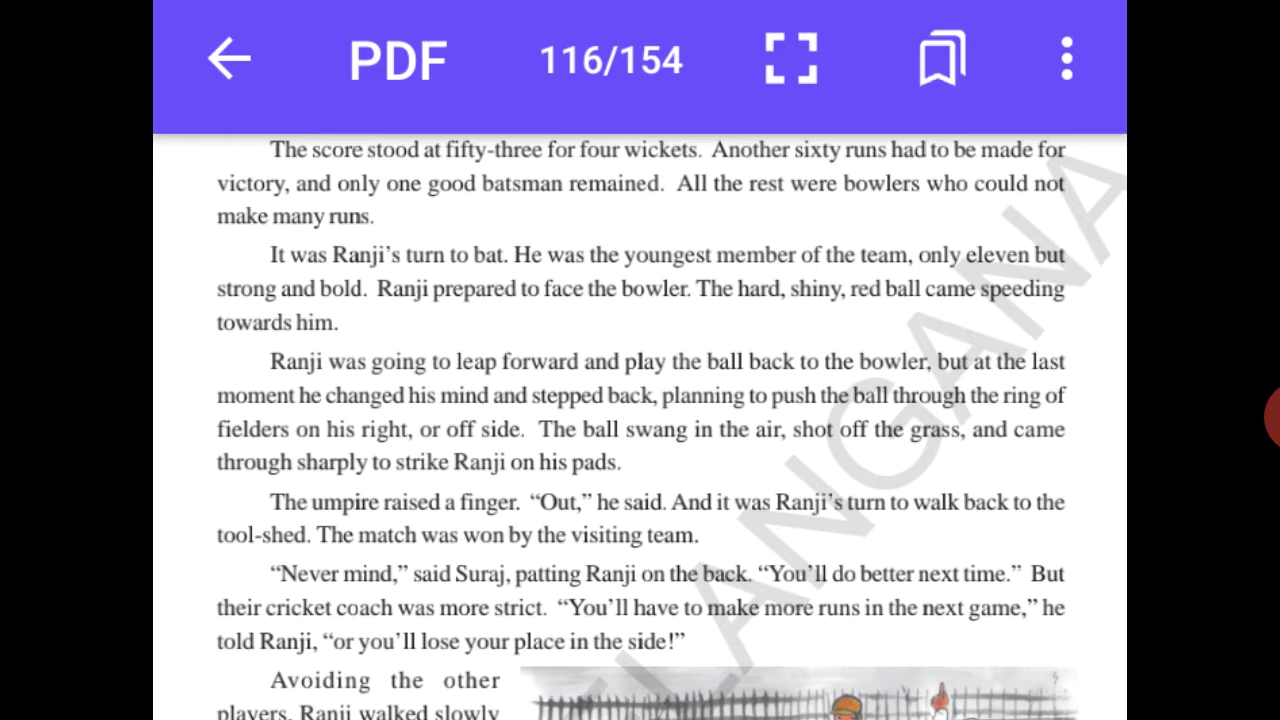 PDF 116/154
The score stood at fifty-three for four wickets. Another sixty runs had to be made for
victory, and only one good batsman remained. All the rest were bowlers who could not
make many runs.
It was Ranji’s turn to bat. He was the youngest member of the team, only eleven but
strong and bold. Ranji prepared to face the bowler. The hard, shiny, red ball came speeding
towards him.
Ranji was going to leap forward and play the ball back to the bowler, but at the last
moment he changed his mind and stepped back, planning to push the ball through the ring of
fielders on his right, or off side. The ball swang in the air, shot off the grass, and came
through sharply to strike Ranji on his pads.
The umpire raised a finger. “Out,” he said. And it was Ranji’s turn to walk back to the
tool-shed. The match was won by the visiting team.
“Never mind,” said Suraj, patting Ranji on the back. “You’ll do better next time.” But
their cricket coach was more strict. “You’ll have to make more runs in the next game,” he
told Ranji, “or you’ll lose your place in the side!”
Avoiding the other
players, Ranji walked slowly
ELANGANA